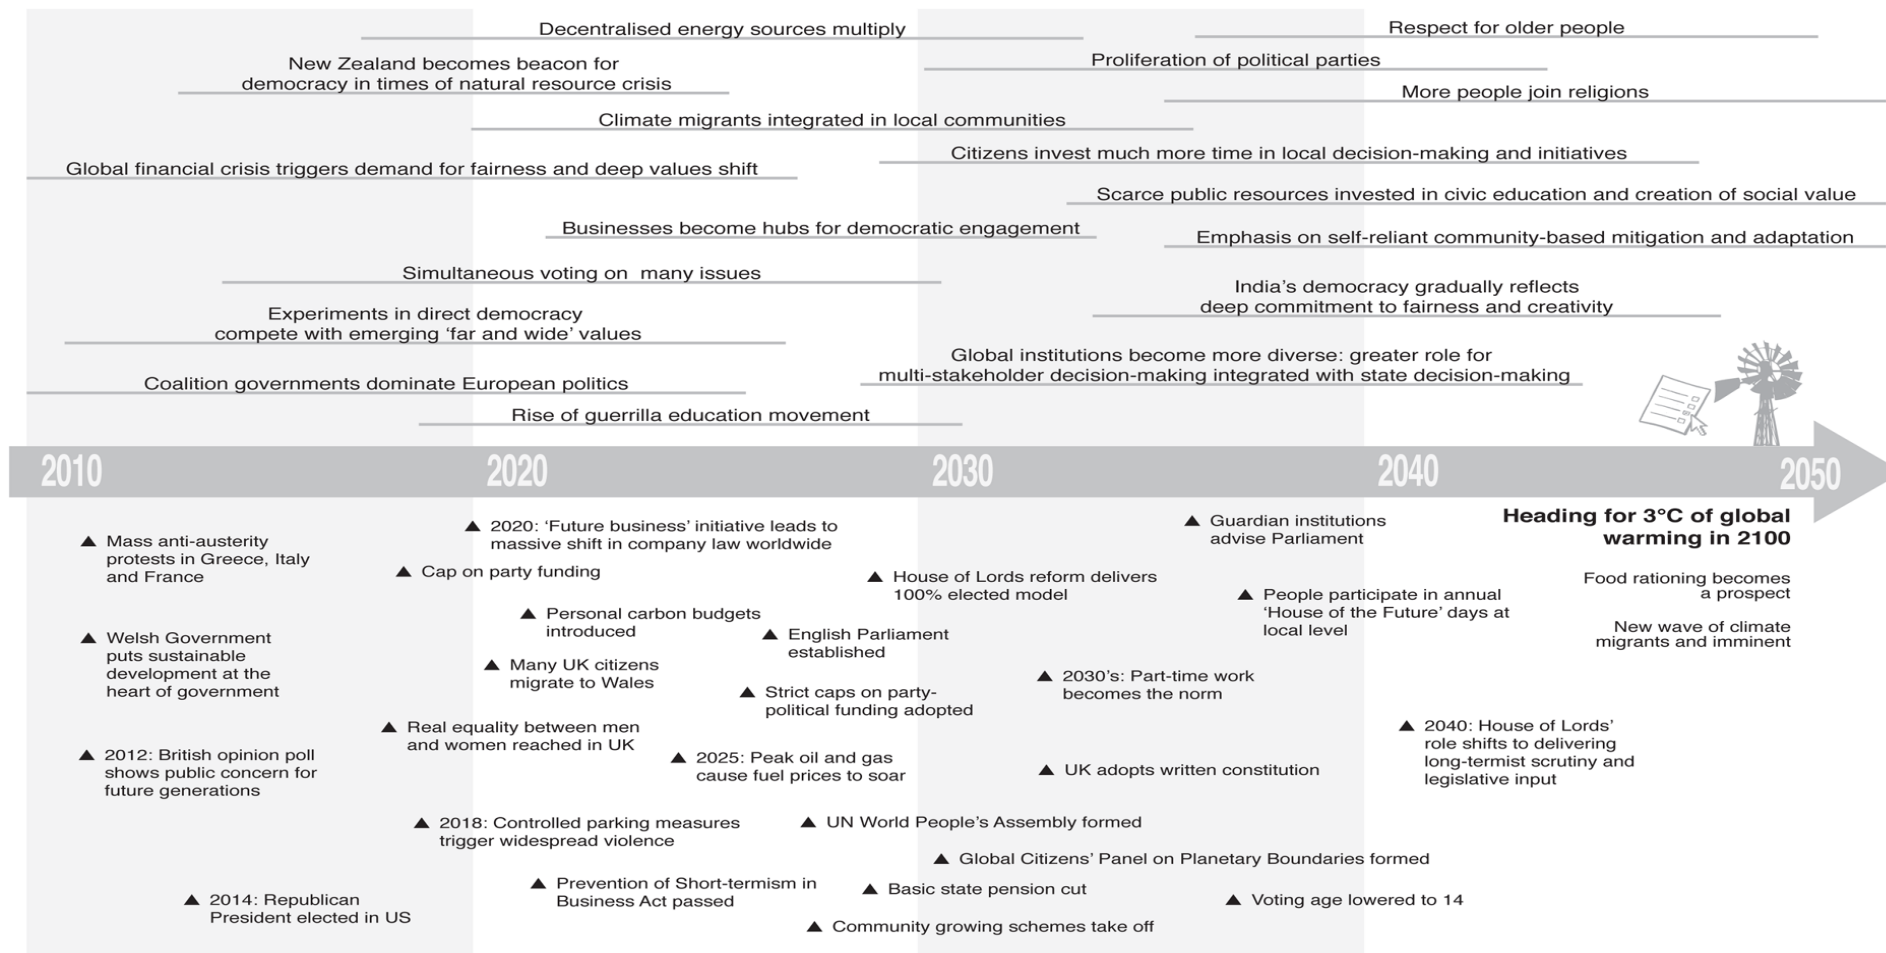 Decentralised energy sources multiply
Respect for older people
New Zealand becomes beacon for
democracy in times of natural resource crisis
Proliferation of political parties
More people join religions
Climate migrants integrated in local communities
Citizens invest much more time in local decision-making and initiatives
Global financial crisis triggers demand for fairness and deep values shift
Scarce public resources invested in civic education and creation of social value
Businesses become hubs for democratic engagement
Emphasis on self-reliant community-based mitigation and adaptation
Simultaneous voting on many issues
India's democracy gradually reflects
deep commitment to fairness and creativity
Experiments in direct democracy
compete with emerging 'far and wide' values
Global institutions become more diverse: greater role for
multi-stakeholder decision-making integrated with state decision-making
Coalition governments dominate European politics
Rise of guerrilla education movement
2010
2020
2030
2040
2050
Mass anti-austerity
protests in Greece, Italy
and France
Welsh Government
puts sustainable
development at the
heart of government
2012: British opinion poll
shows public concern for
future generations
2014: Republican
President elected in US
2020: 'Future business' initiative leads to
massive shift in company law worldwide
Cap on party funding
Personal carbon budgets
introduced
Many UK citizens
migrate to Wales
Real equality between men
and women reached in UK
2018: Controlled parking measures
trigger widespread violence
Prevention of Short-termism in
Business Act passed
House of Lords reform delivers
100% elected model
English Parliament
established
Strict caps on party-
political funding adopted
2025: Peak oil and gas
cause fuel prices to soar
UN World People's Assembly formed
Global Citizens' Panel on Planetary Boundaries formed
Basic state pension cut
Community growing schemes take off
Guardian institutions
advise Parliament
People participate in annual
'House of the Future' days at
local level
2030's: Part-time work
becomes the norm
UK adopts written constitution
Voting age lowered to 14
2040: House of Lords'
role shifts to delivering
long-termist scrutiny and
legislative input
Heading for 3°C of global
warming in 2100
Food rationing becomes
a prospect
New wave of climate
migrants and imminent